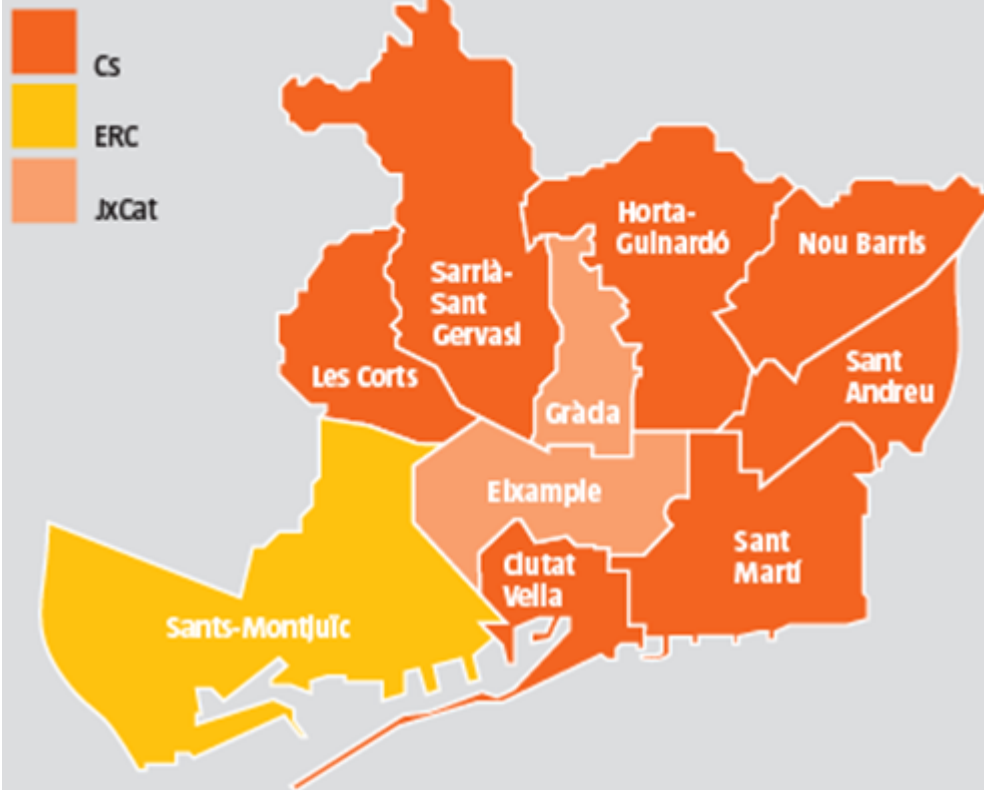 Cs
ERC
JxCat
Horta-
Guinardó
Nou Barris
Sarrià-
Sant
Gervasi
Les Corts
Sant
Andreu
Gràcia
Eixample
Sant
Martí
Ciutat
Vella
Sants-Montjuïc